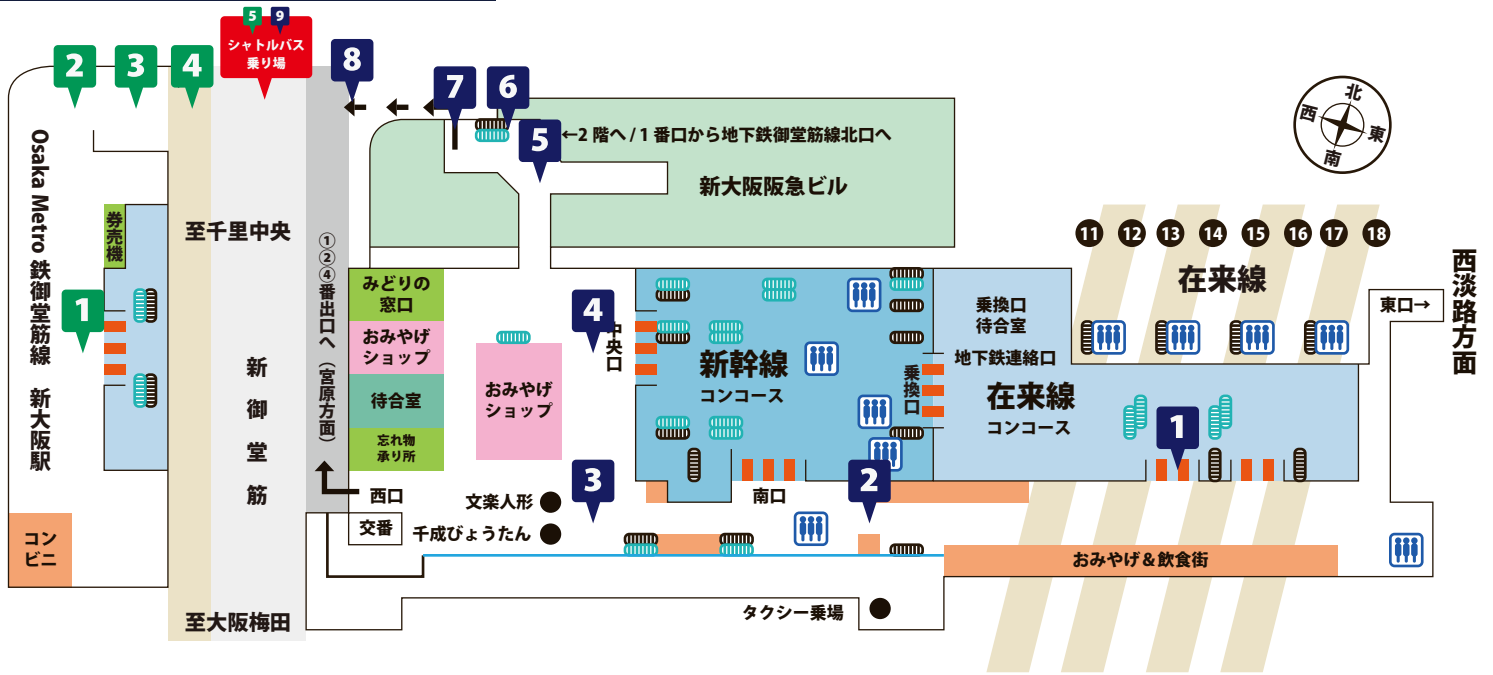 5
9
シャトルバス
乗り場
2
3
4
8
7
6
5
←2 階へ / 1 番口から地下鉄御堂筋線北口へ
新大阪阪急ビル
北
東
南
西
Osaka Metro 鉄御堂筋線　新大阪駅
券売機
1
至千里中央
新御堂筋
至大阪梅田
コン
ビニ
①②④番出口へ（宮原方面）
みどりの
窓口
おみやげ
ショップ
待合室
忘れ物
承り所
西口
交番
おみやげ
ショップ
文楽人形
千成びょうたん
4
中央口
3
新幹線
コンコース
南口
2
乗換口
乗換口
待合室
地下鉄連絡口
在来線
コンコース
1
11
12
13
14
15
16
17
18
在来線
東口→
西淡路方面
おみやげ＆飲食街
タクシー乗場